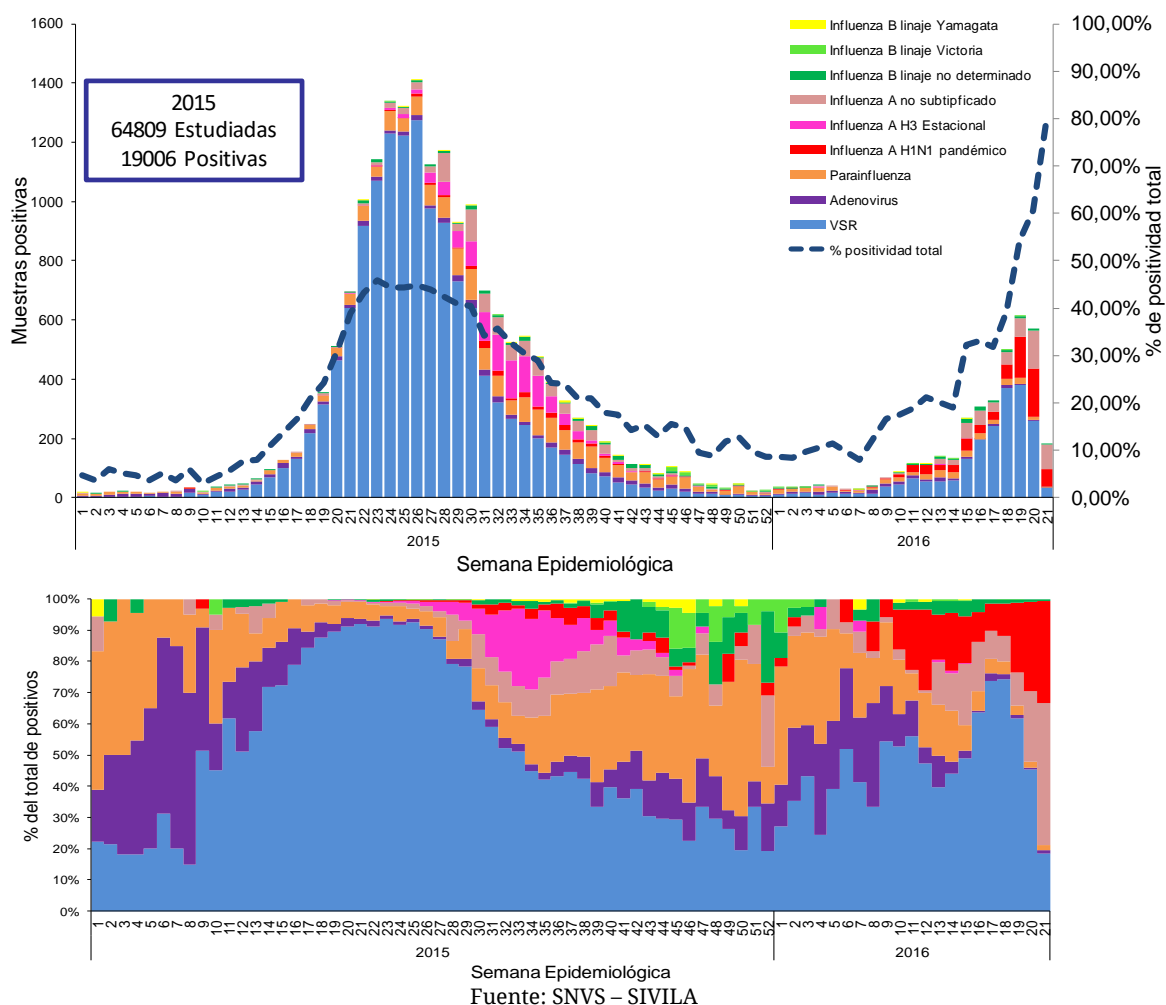 1600
1400
1200
1000
800
600
400
200
0
Muestras positivas
2015
64809 Estudiadas
19006 Positivas
Influenza B linaje Yamagata
Influenza B linaje Victoria
Influenza B linaje no determinado
Influenza A no subtipficado
Influenza A H3 Estacional
Influenza A H1N1 pandémico
Parainfluenza
Adenovirus
VSR
% positividad total
100,00%
90,00%
80,00%
70,00%
60,00%
50,00%
40,00%
30,00%
20,00%
10,00%
0,00%
% de positividad total
1 2 3 4 5 6 7 8 9 10 11 12 13 14 15 16 17 18 19 20 21 22 23 24 25 26 27 28 29 30 31 32 33 34 35 36 37 38 39 40 41 42 43 44 45 46 47 48 49 50 51 52 1 2 3 4 5 6 7 8 9 10 11 12 13 14 15 16 17 18 19 20 21
2015 2016
Semana Epidemiológica
100%
90%
80%
70%
60%
50%
40%
30%
20%
10%
0%
% del total de positivos
1 2 3 4 5 6 7 8 9 10 11 12 13 14 15 16 17 18 19 20 21 22 23 24 25 26 27 28 29 30 31 32 33 34 35 36 37 38 39 40 41 42 43 44 45 46 47 48 49 50 51 52 1 2 3 4 5 6 7 8 9 10 11 12 13 14 15 16 17 18 19 20 21
2015 2016
Semana Epidemiológica
Fuente: SNVS – SIVILA